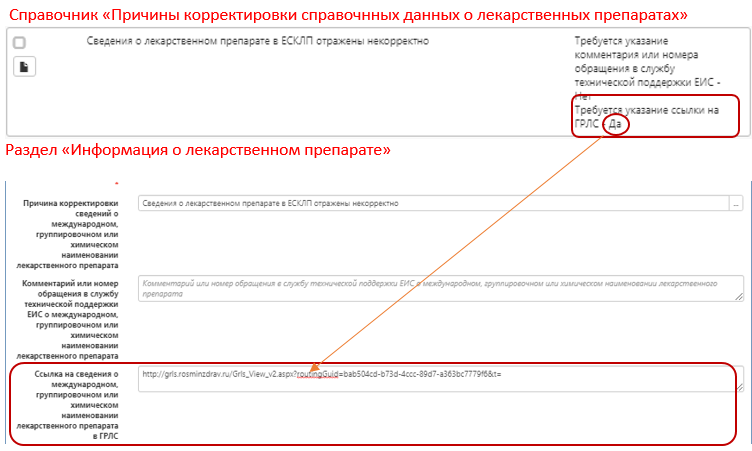 Справочник «Причины корректировки справочнных данных о лекарственных препаратах»
Сведения о лекарственном препарате в ЕСКЛП отражены некорректно
Требуется указание
комментария или номера
обращения в службу
технической поддержки ЕИС -
Нет
Требуется указание ссылки на
ГРЛС - Да
Раздел «Информация о лекарственном препарате»
Причина корректировки
сведений о
международном,
группировочном или
химическом
наименовании
лекарственного препарата
Сведения о лекарственном препарате в ЕСКЛП отражены некорректно
...
Комментарий или номер
обращения в службу
технической поддержки
ЕИС о международном,
группировочном или
химическом
наименовании
лекарственного препарата
Комментарий или номер обращения в службу технической поддержки ЕИС о международном, группировочном или химическом наименовании лекарственного
препарата
Ссылка на сведения о
международном,
группировочном или
химическом
наименовании
лекарственного препарата
в ГРЛС
http://grls.rosminzdrav.ru/Grls_View_v2.aspx?routingGuid=bab504cd-b73d-4ccc-89d7-a363bc7779f6&t=